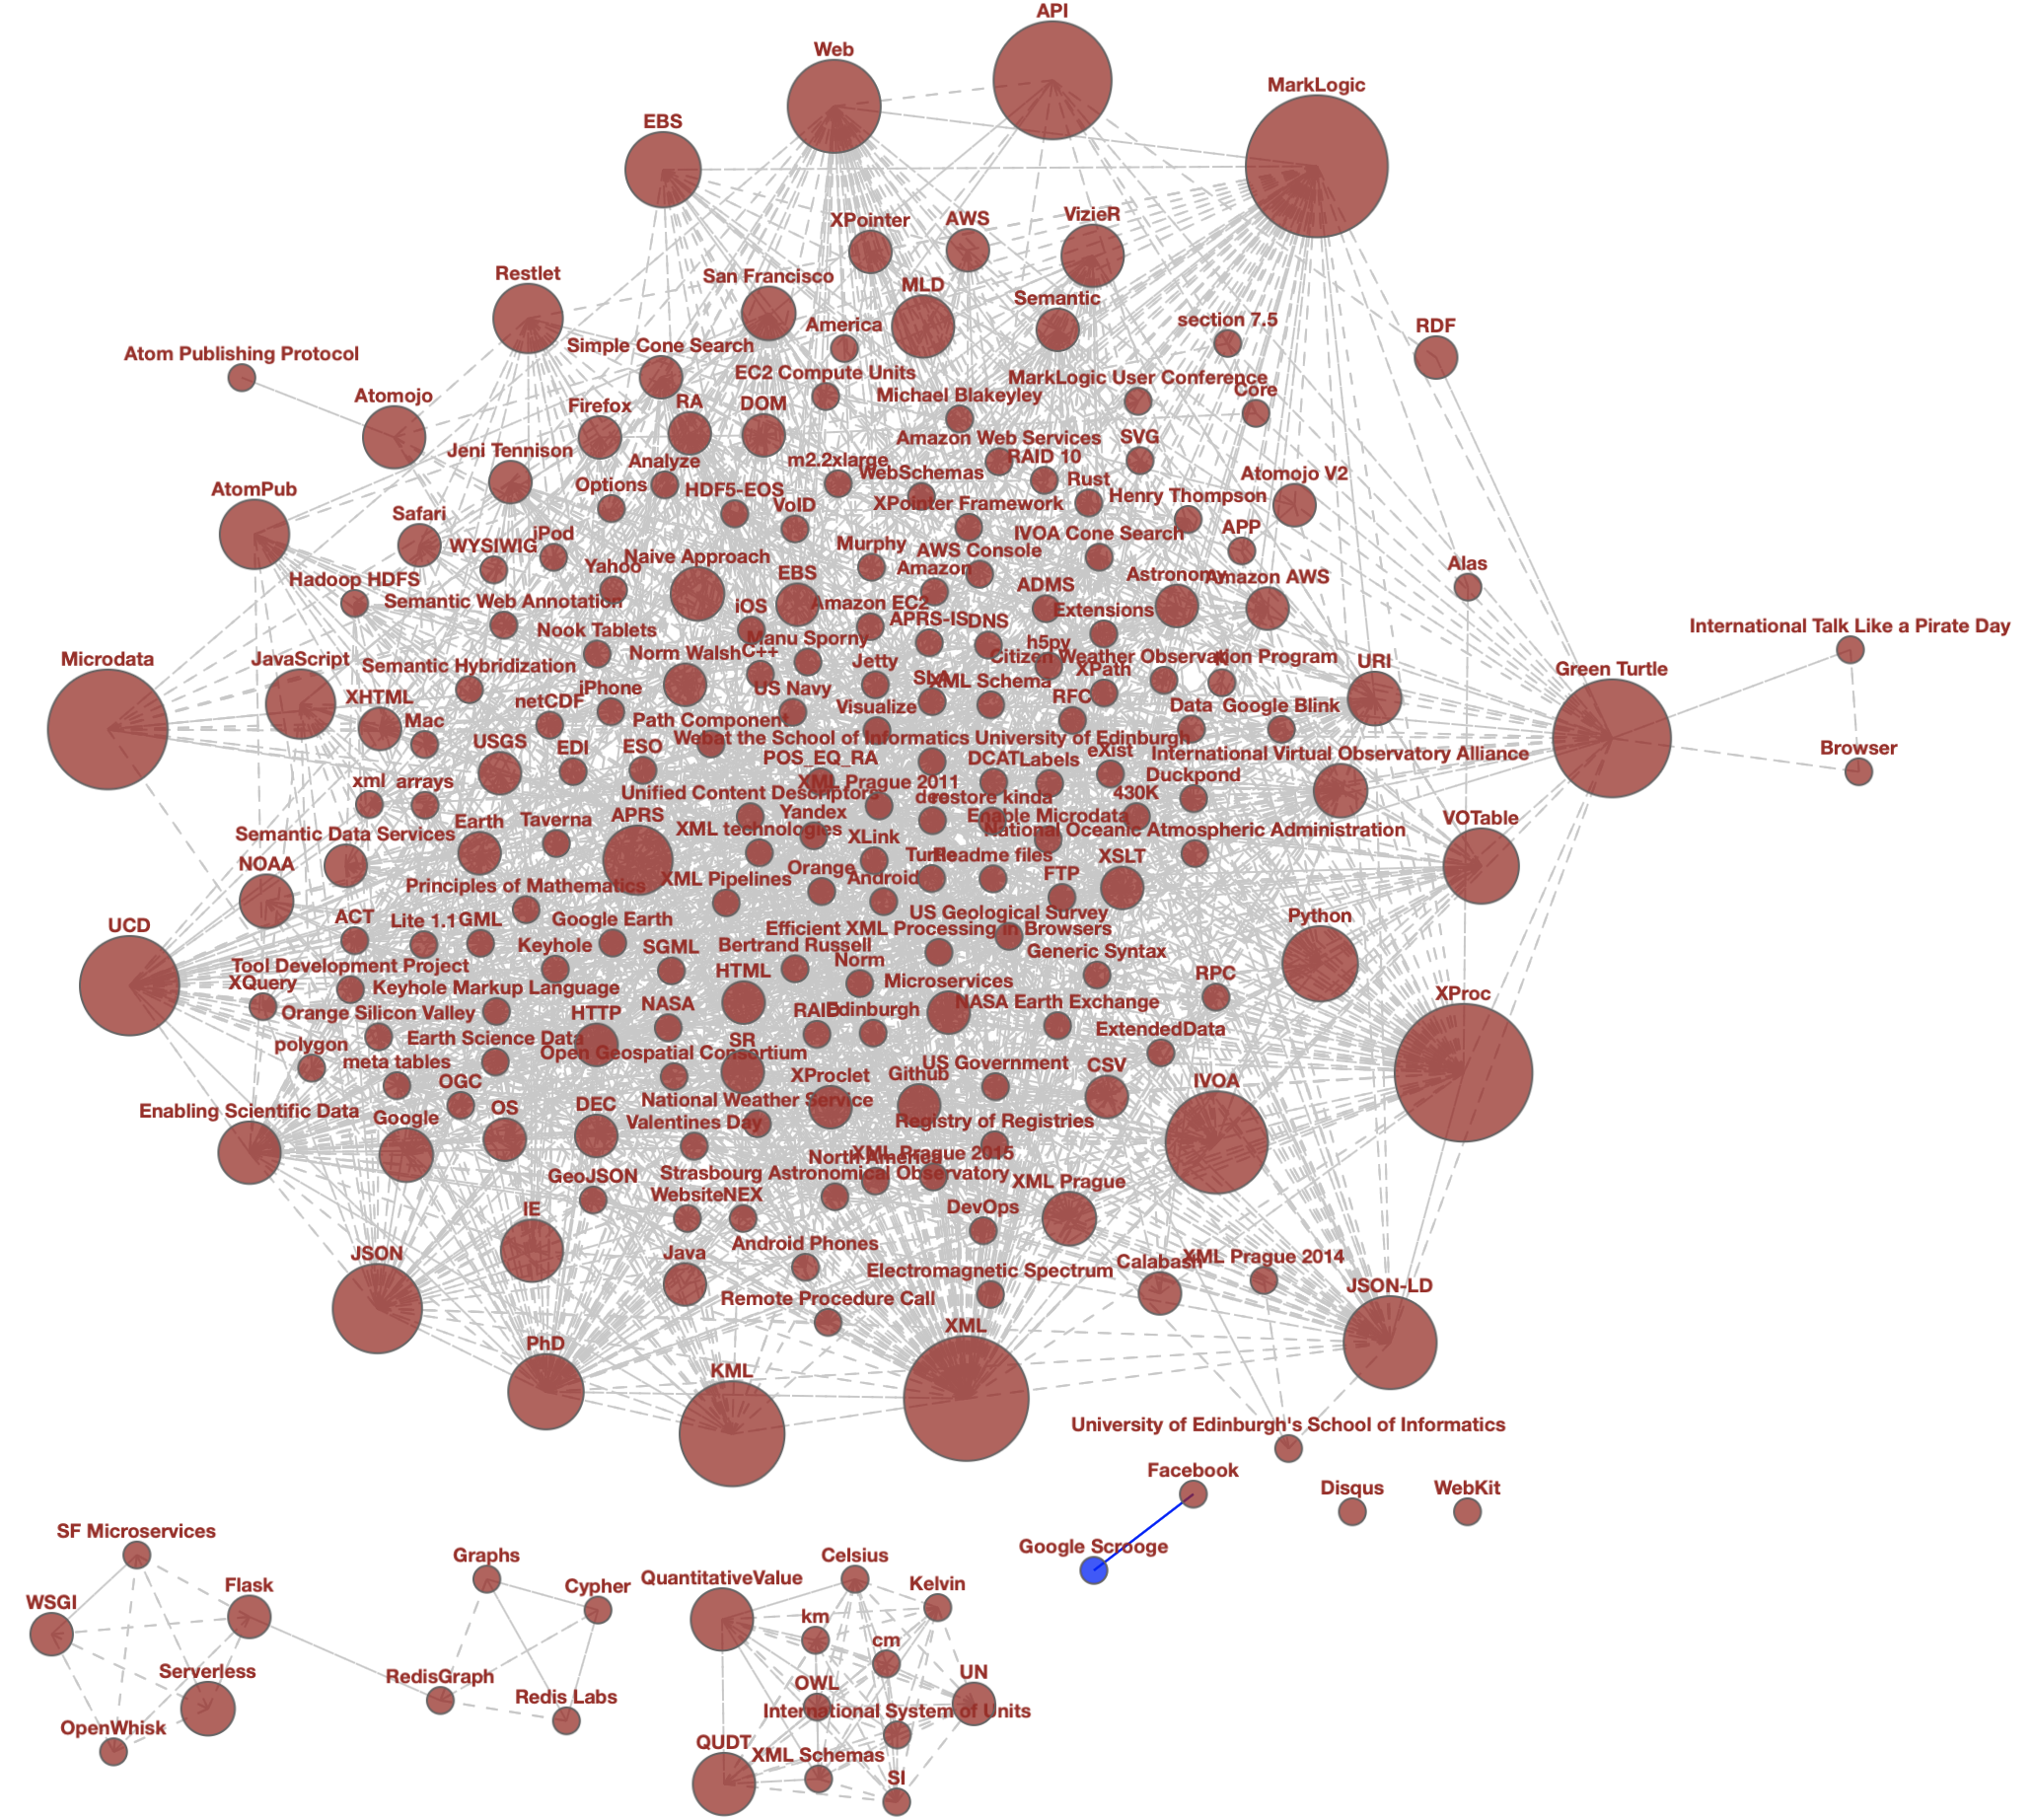 API
Web
MarkLogic
EBS
XPointer
AWS
VizieR
Restlet
San Francisco
MLD
Semantic
section 7.5
RDF
America
Simple Cone Search
Atom Publishing Protocol
EC2 Compute Units
MarkLogic User Conference
Core
Atomojo
Firefox
RA
DOM
Michael Blakeyley
Jeni Tennison
Analyze
m2.2xlarge
Amazon Web Services
SVG
RAID 10
WebSchemas
Rust
Atomojo V2
AtomPub
Options
HDF5-EOS
VoID
XPointer Framework
Henry Thompson
Safari
WYSIWIG
iPod
Murphy
AWS Console
IVOA Cone Search
APP
Hadoop HDFS
Yahoo
Naive Approach
EBS
Amazon
ADMS
Astronomy
Amazon AWS
Alas
Semantic Web Annotation
iOS
Amazon EC2
APRS-IS
DNS
Extensions
International Talk Like a Pirate Day
Nook Tablets
Manu Sporny
h5py
Microdata
JavaScript
Semantic Hybridization
Norm Walsh
C++
Jetty
Citizen Weather Observation Program
URI
Green Turtle
XHTML
iPhone
US Navy
XML Schema
XPath
netCDF
Mac
Path Component
Visualize
RFC
Data
Google Blink
USGS
EDI
ESO
at the School of Informatics University of Edinburgh
eXist
International Virtual Observatory Alliance
Browser
POS_EQ_RA
DCAT
Labels
xml
arrays
Unified Content Descriptors
XML Prague 2011
430K
Duckpond
restore kinda
Semantic Data Services
Earth
Taverna
APRS
XML technologies
Yandex
Enable Microdata
National Oceanic Atmospheric Administration
VOTable
NOAA
XLink
Turtle
Readme files
XSLT
Principles of Mathematics
XML Pipelines
Orange
Android
FTP
UCD
ACT
Lite 1.1
GML
Google Earth
US Geological Survey
Python
Efficient XML Processing in Browsers
Keyhole
SGML
Bertrand Russell
Norm
Generic Syntax
Tool Development Project
HTML
RPC
XQuery
Keyhole Markup Language
Microservices
XProc
Orange Silicon Valley
HTTP
NASA
RAID
Edinburgh
NASA Earth Exchange
polygon
Earth Science Data
SR
ExtendedData
meta tables
Open Geospatial Consortium
US Government
OGC
XProclet
Github
CSV
IVOA
Enabling Scientific Data
Google
OS
DEC
National Weather Service
Valentines Day
Registry of Registries
North America
XML Prague 2015
GeoJSON
Strasbourg Astronomical Observatory
XML Prague
Website
NEX
DevOps
IE
JSON
Java
Android Phones
Electromagnetic Spectrum
Calabash
XML Prague 2014
JSON-LD
Remote Procedure Call
PhD
XML
KML
University of Edinburgh's School of Informatics
Facebook
Disqus
WebKit
SF Microservices
Google Scrooge
Graphs
Celsius
Flask
Cypher
QuantitativeValue
Kelvin
WSGI
km
cm
Serverless
RedisGraph
OWL
UN
Redis Labs
International System of Units
OpenWhisk
QUDT
XML Schemas
SI